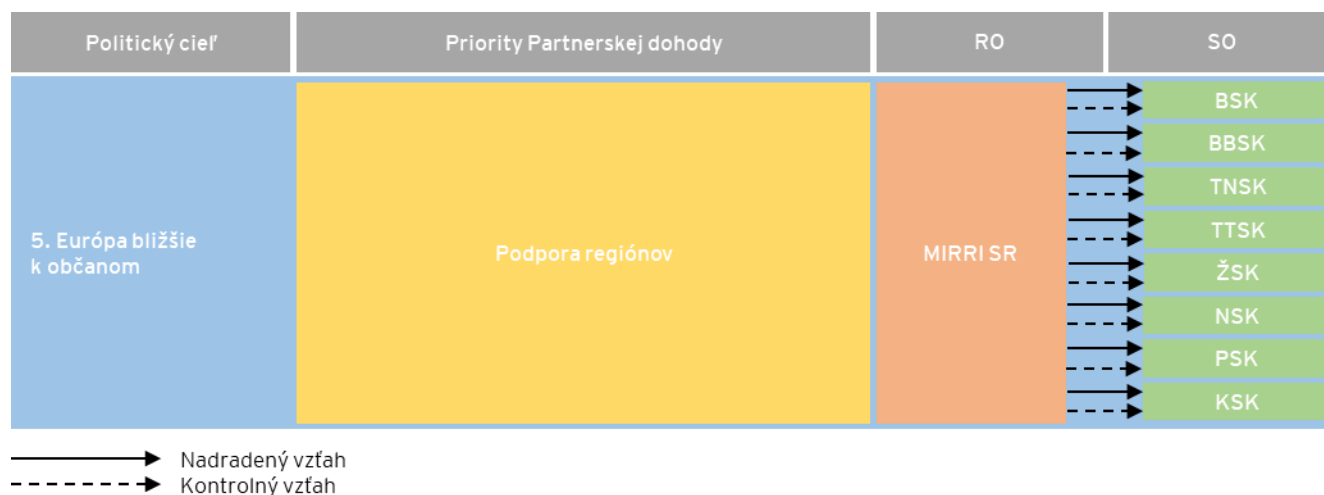 Politický cieľ
Priority Partnerskej dohody
RO
SO
5. Európa bližšie
k občanom
Podpora regiónov
MIRRI SR
BSK
BBSK
TNSK
TTSK
ŽSK
NSK
PSK
KSK
Nadradený vzťah
Kontrolný vzťah